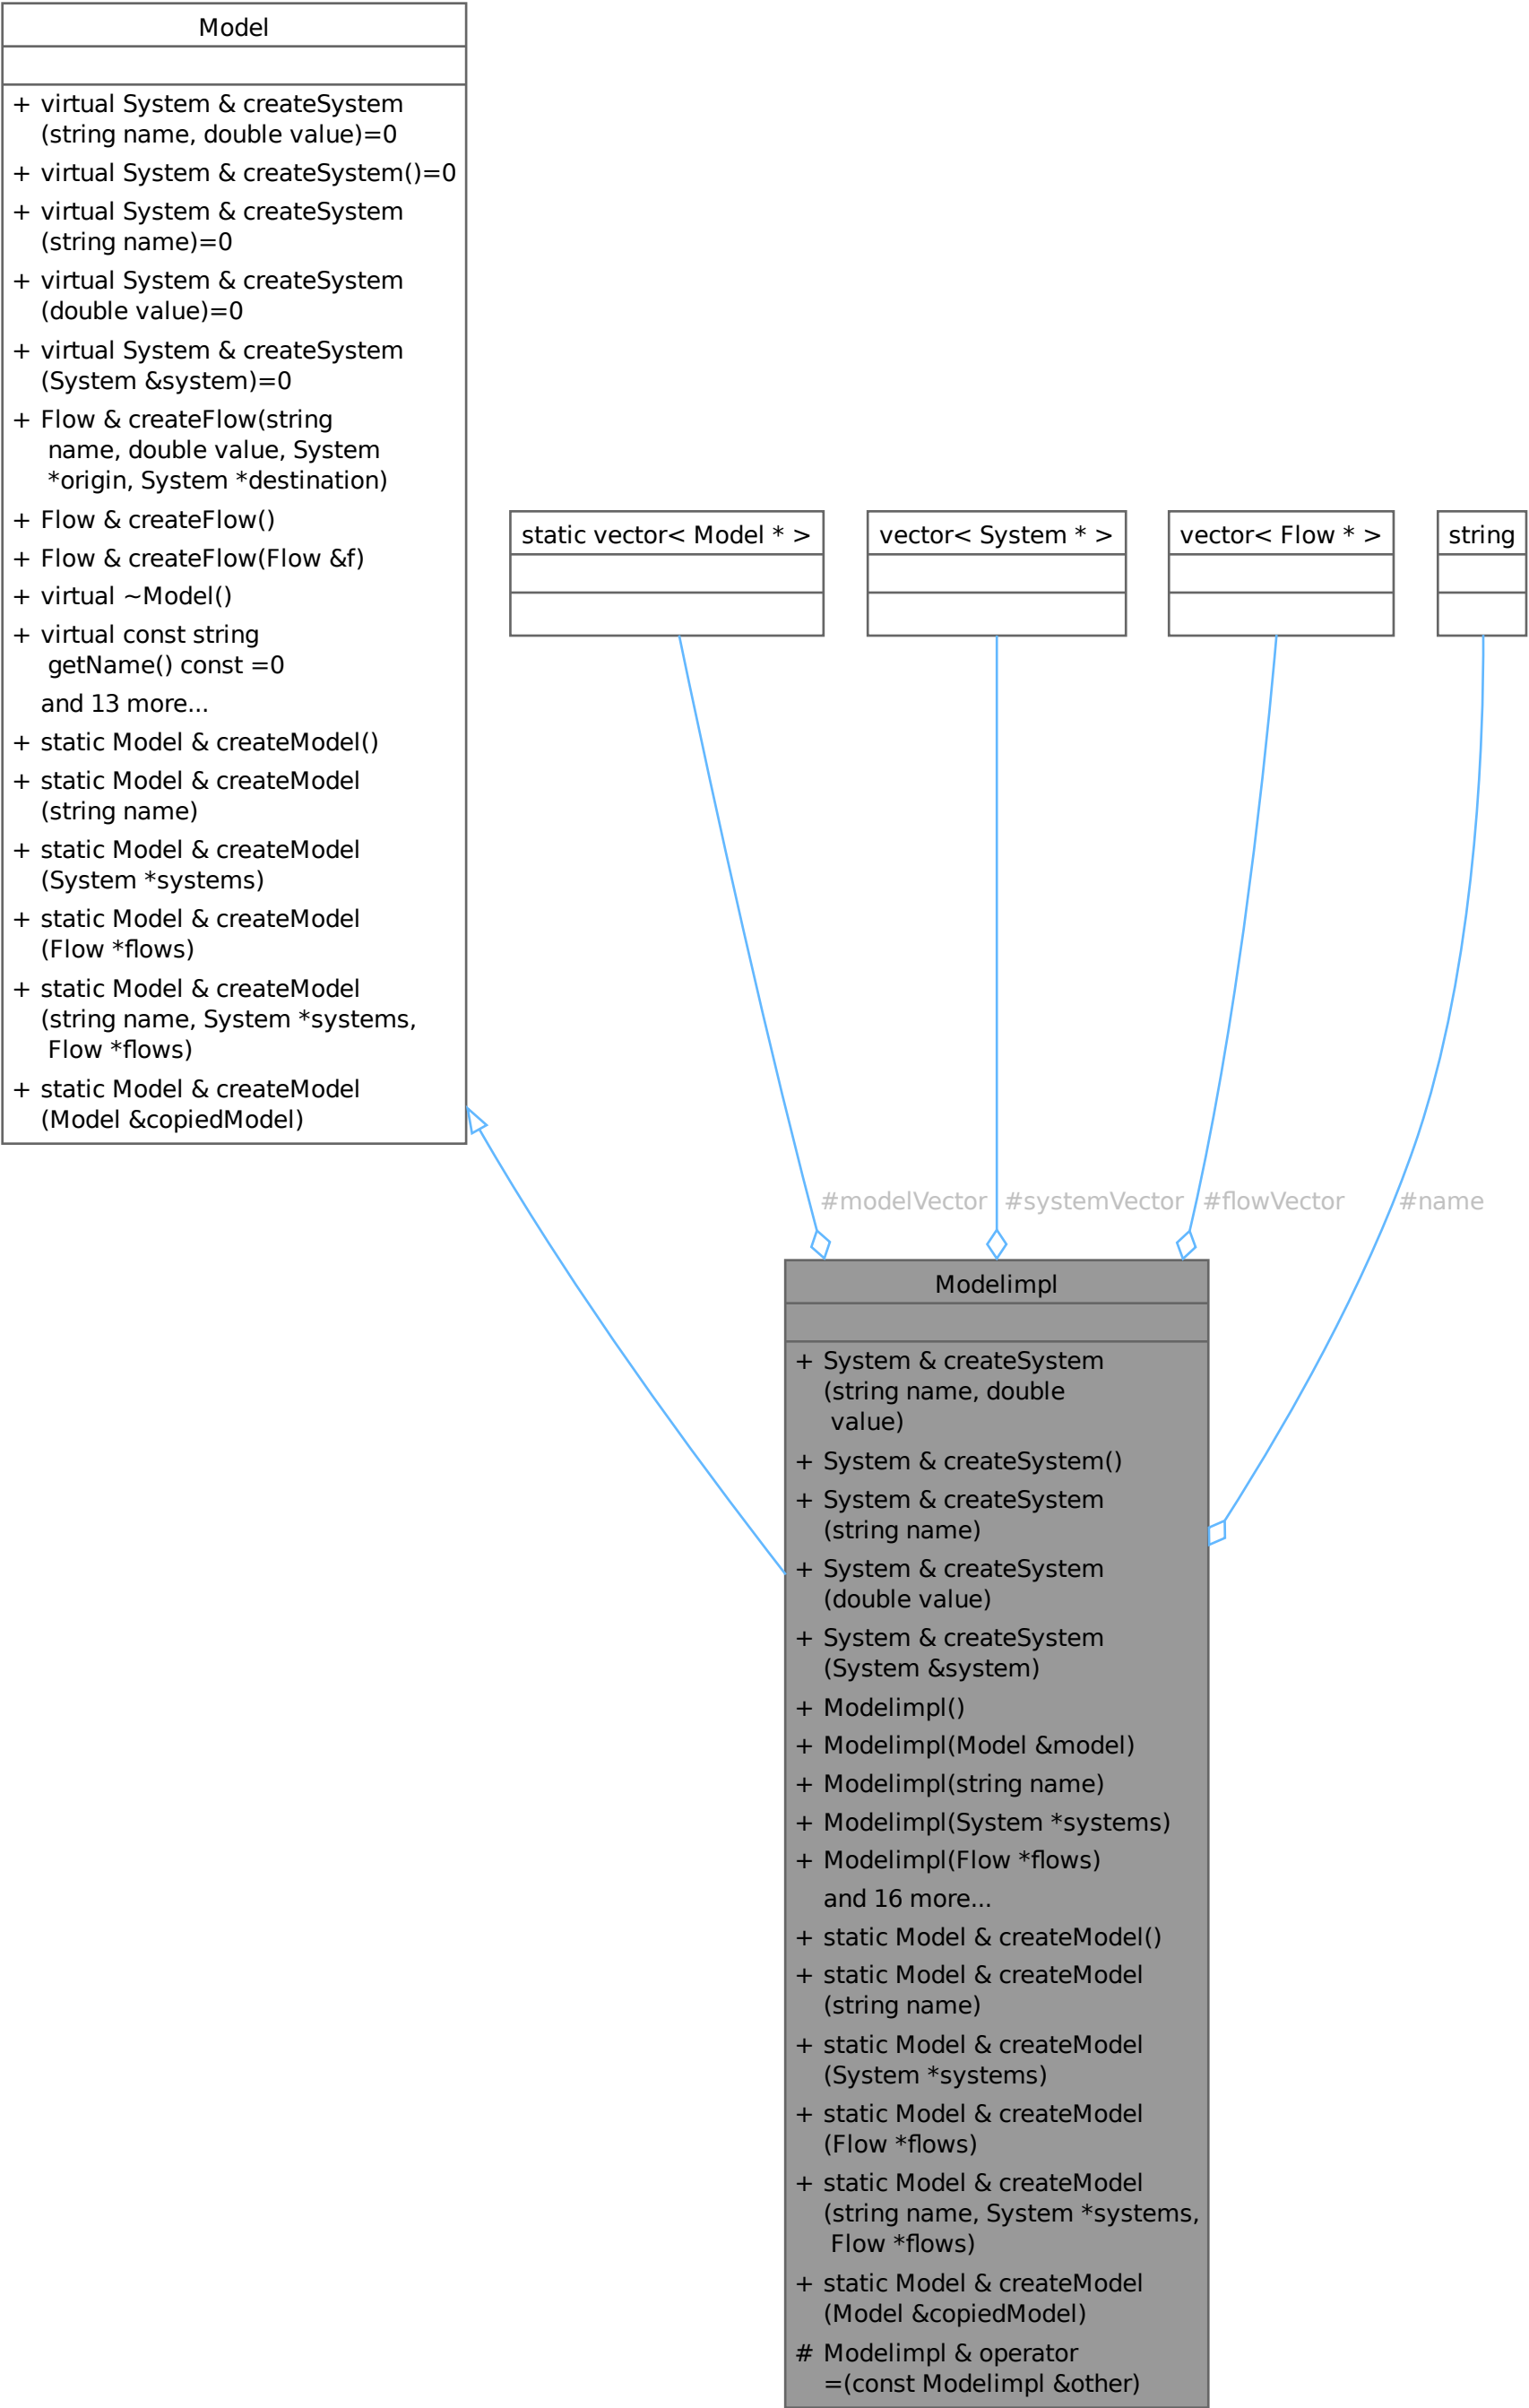 Model
+ virtual System & createSystem
(string name, double value)=0
+ virtual System & createSystem()=0
+ virtual System & createSystem
(string name)=0
+ virtual System & createSystem
(double value)=0
+ virtual System & createSystem
(System &system)=0
+ Flow & createFlow(string
name, double value, System
*origin, System *destination)
+ Flow & createFlow()
+ Flow & createFlow(Flow &f)
+ virtual ~Model()
+ virtual const string
getName() const =0
and 13 more...
+ static Model & createModel()
+ static Model & createModel
(string name)
+ static Model & createModel
(System *systems)
+ static Model & createModel
(Flow *flows)
+ static Model & createModel
(string name, System *systems,
Flow *flows)
+ static Model & createModel
(Model &copiedModel)
static vector< Model * >
vector< System * >
vector< Flow * >
string
#modelVector
#systemVector
#flowVector
#name
Modelimpl
+ System & createSystem
(string name, double
value)
+ System & createSystem()
+ System & createSystem
(string name)
+ System & createSystem
(double value)
+ System & createSystem
(System &system)
+ Modelimpl()
+ Modelimpl(Model &model)
+ Modelimpl(string name)
+ Modelimpl(System *systems)
+ Modelimpl(Flow *flows)
and 16 more...
+ static Model & createModel()
+ static Model & createModel
(string name)
+ static Model & createModel
(System *systems)
+ static Model & createModel
(Flow *flows)
+ static Model & createModel
(string name, System *systems,
Flow *flows)
+ static Model & createModel
(Model &copiedModel)
# Modelimpl & operator
=(const Modelimpl &other)